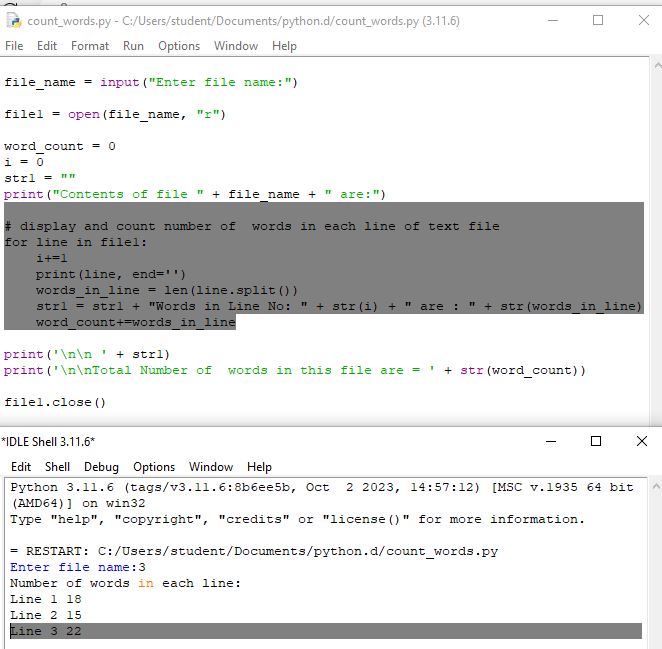 count_words.py - C:/Users/student/Documents/python.d/count_words.py (3.11.6)
File Edit Format Run Options Window Help
file_name = input("Enter file name:")
file1 = open(file_name, "r")
word_count = 0
i = 0
str1 = ""
print("Contents of file " + file_name + " are:")
# display and count number of  words in each line of text file
for line in file1:
    i+=1
    print(line, end='')
    words_in_line = len(line.split())
    str1 = str1 + "Words in Line No: " + str(i) + " are : " + str(words_in_line)
    word_count+=words_in_line
print('\n\n ' + str1)
print('\n\nTotal Number of  words in this file are = ' + str(word_count))
file1.close()
*IDLE Shell 3.11.6*
Edit Shell Debug Options Window Help
Python 3.11.6 (tags/v3.11.6:8b6ee5b, Oct  2 2023, 14:57:12) [MSC v.1935 64 bit
(AMD64)] on win32
Type "help", "copyright", "credits" or "license()" for more information.
= RESTART: C:/Users/student/Documents/python.d/count_words.py
Enter file name:3
Number of words in each line:
Line 1 18
Line 2 15
Line 3 22